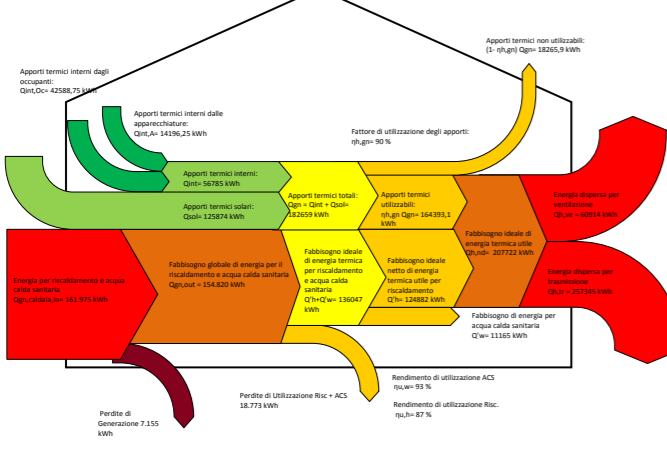 Apporti termici non utilizzabili:
(1- ηh,gn) Qgn= 18265,9 kWh
Apporti termici interni dagli
occupanti:
Qint,Oc= 42588,75 kWh
Apporti termici interni dalle
apparecchiature:
Qint,A= 14196,25 kWh
Fattore di utilizzazione degli apporti:
ηh,gn= 90 %
Apporti termici interni:
Qint= 56785 kWh
Apporti termici solari:
Qsol= 125874 kWh
Apporti termici totali:
Qgn = Qint + Qsol=
182659 kWh
Apporti termici
utilizzabili:
ηh,gn Qgn= 164393,1
kWh
Energia dispersa per
ventilazione
Qh,ve = 60914 kWh
Fabbisogno ideale di
energia termica utile
Qh,nd= 207722 kWh
Energia dispersa per
trasmissione
Qh,tr = 257345 kWh
Energia per riscaldamento e acqua
calda sanitaria
Qgn,caldaia,in= 161.975 kWh
Fabbisogno globale di energia per il
riscaldamento e acqua calda sanitaria
Qgn,out = 154.820 kWh
Fabbisogno ideale
di energia termica
per riscaldamento
e acqua calda
sanitaria
Q'h+Q'w= 136047
kWh
Fabbisogno ideale
netto di energia
termica utile per
riscaldamento
Q'h= 124882 kWh
Fabbisogno di energia per
acqua calda sanitaria
Q'w= 11165 kWh
Perdite di
Generazione 7.155
kWh
Perdite di Utilizzazione Risc + ACS
18.773 kWh
Rendimento di utilizzazione ACS
ηu,w= 93 %
Rendimento di utilizzazione Risc.
ηu,h= 87 %